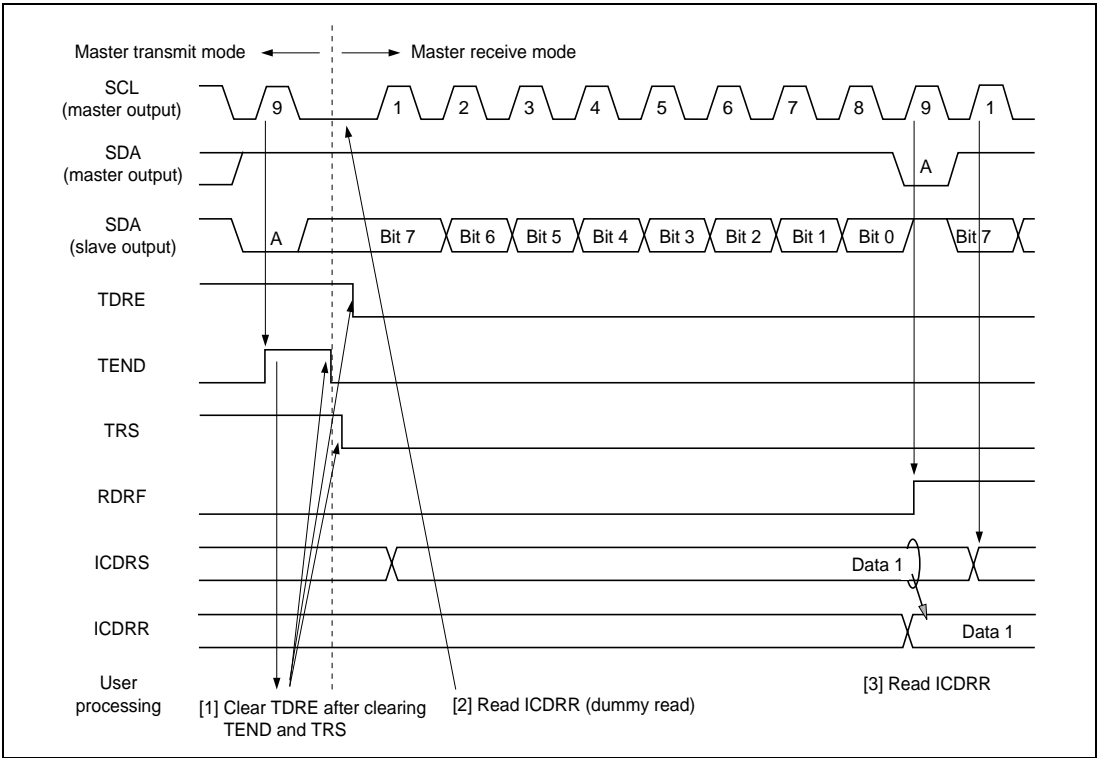 Master transmit mode Master receive mode
SCL
(master output)
9 1 2 3 4 5 6 7 8 9 1
SDA
(master output)
A
SDA
(slave output)
A Bit 7 Bit 6 Bit 5 Bit 4 Bit 3 Bit 2 Bit 1 Bit 0 Bit 7
TDRE
TEND
TRS
RDRF
ICDRS
Data 1
ICDRR
Data 1
User
processing
[1] Clear TDRE after clearing
TEND and TRS
[2] Read ICDRR (dummy read)
[3] Read ICDRR